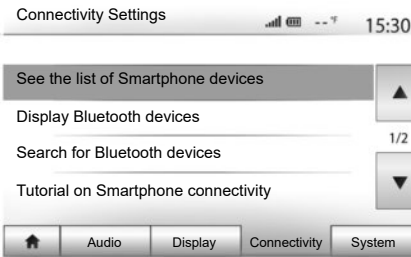 Connectivity Settings
-- °F
15:30
See the list of Smartphone devices
Display Bluetooth devices
1/2
Search for Bluetooth devices
Tutorial on Smartphone connectivity
Audio
Display
Connectivity
System